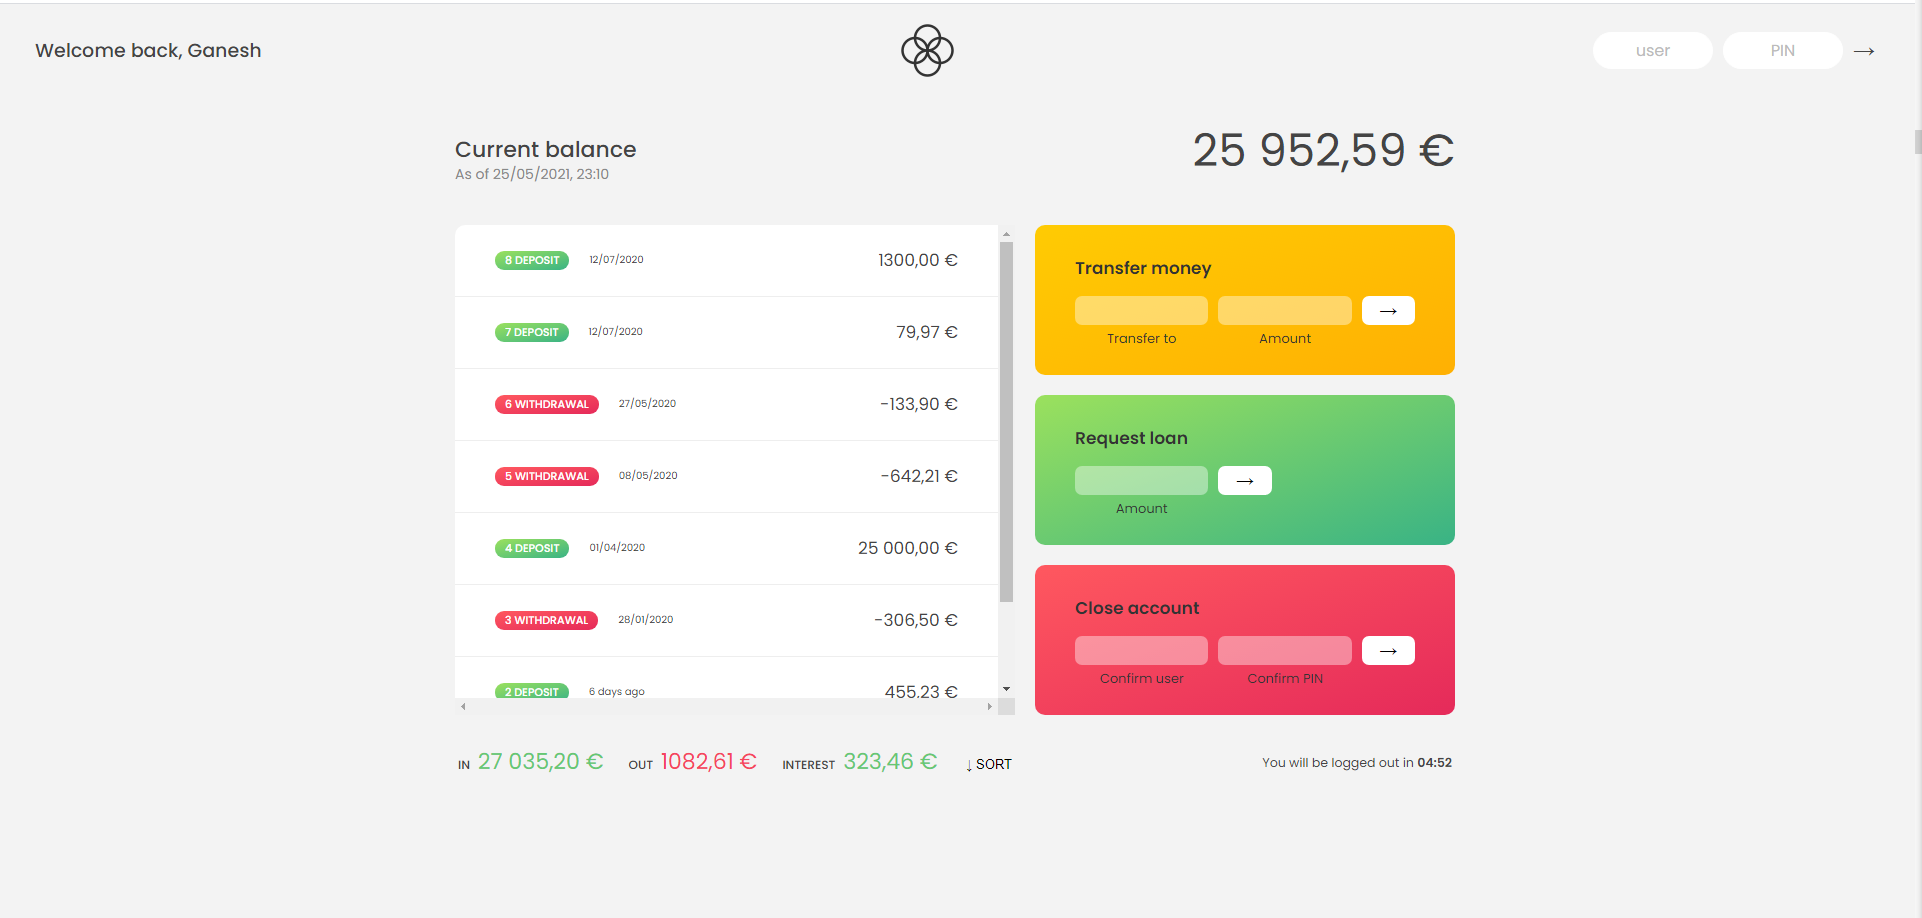 Welcome back, Ganesh
user PIN →
Current balance 25 952,59 €
As of 25/05/2021, 23:10
8 DEPOSIT 12/07/2020 1300,00 €
7 DEPOSIT 12/07/2020 79,97 €
6 WITHDRAWAL 27/05/2020 -133,90 €
5 WITHDRAWAL 08/05/2020 -642,21 €
4 DEPOSIT 01/04/2020 25 000,00 €
3 WITHDRAWAL 28/01/2020 -306,50 €
2 DEPOSIT 6 days ago 455,23 €
Transfer money
→
Transfer to Amount
Request loan
→
Amount
Close account
→
Confirm user Confirm PIN
IN 27 035,20 € OUT 1082,61 € INTEREST 323,46 € ↓ SORT
You will be logged out in 04:52